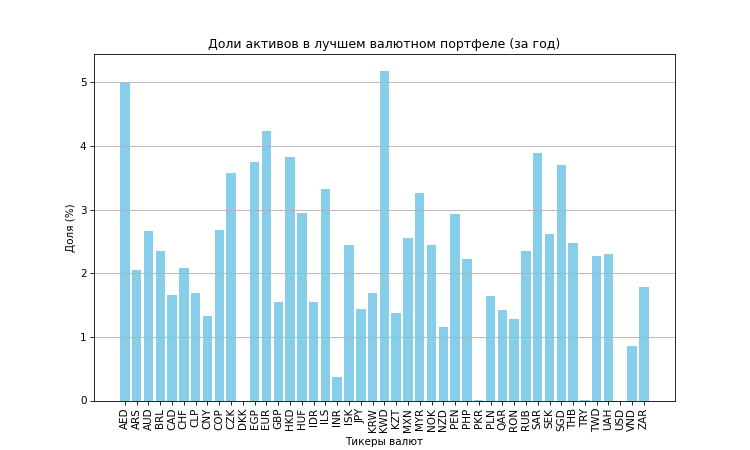 Доли активов в лучшем валютном портфеле (за год)
Доля (%)
5
4
3
2
1
0
AED ARS AUD BRL CAD CHF CLP CNY COP CZK DKK EGP EUR GBP HKD HUF IDR ILS INR ISK JPY KRW KWD KZT MXN MYR NOK NZD PEN PHP PKR PLN QAR RON RUB SAR SEK SGD THB TRY TWD UAH USD VND ZAR
Тикеры валют